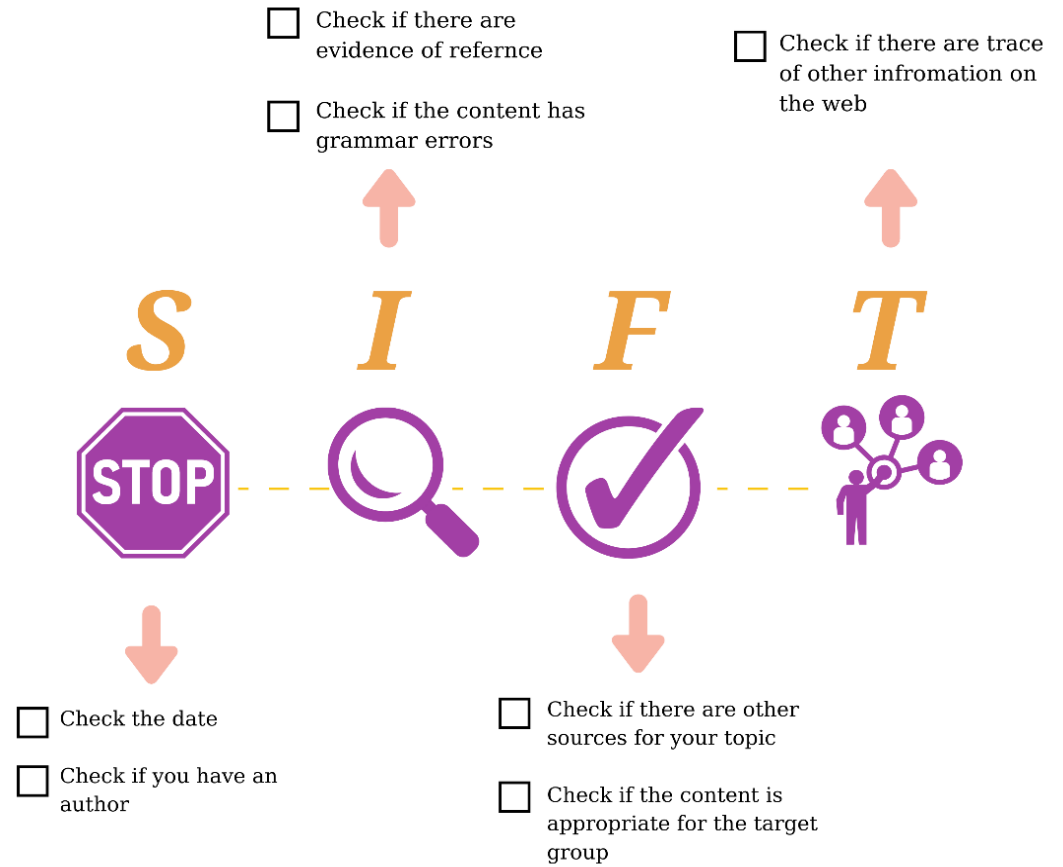 Check if there are
evidence of refernce
Check if the content has
grammar errors
Check if there are trace
of other infromation on
the web
S I F T
STOP
Check the date
Check if you have an
author
Check if there are other
sources for your topic
Check if the content is
appropriate for the target
group